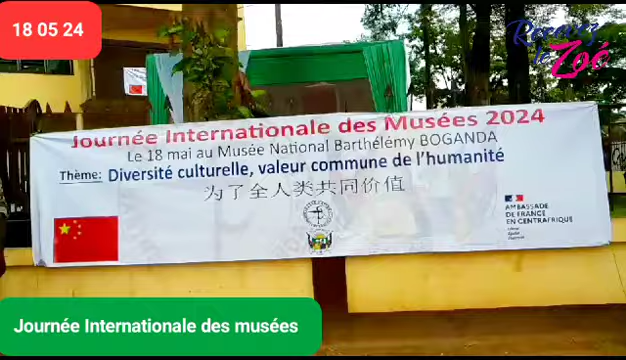 18 05 24
Zoé
Journée Internationale des Musées 2024
Le 18 mai au Musée National Barthélémy BOGANDA
Thème: Diversité culturelle, valeur commune de l'humanité
为了全人类共同价值
AMBASSADE
DE FRANCE
EN CENTRAFRIQUE
Journée Internationale des musées